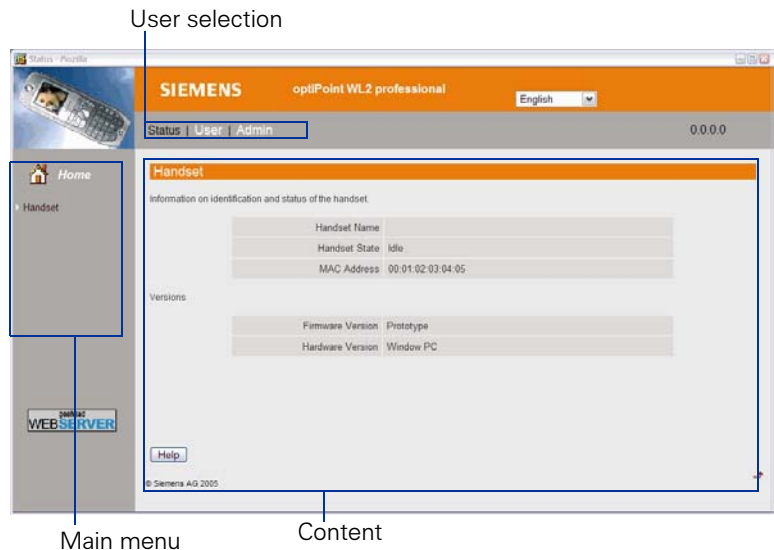 User selection
Status - Mozilla
SIEMENS
optiPoint WL2 professional
English
Status | User | Admin
0.0.0.0
Home
Handset
Handset
Information on identification and status of the handset.
Handset Name
Handset State Idle
MAC Address 00:01:02:03:04:05
Versions
Firmware Version Prototype
Hardware Version Window PC
WEBSERVER
Help
© Siemens AG 2005
Main menu
Content